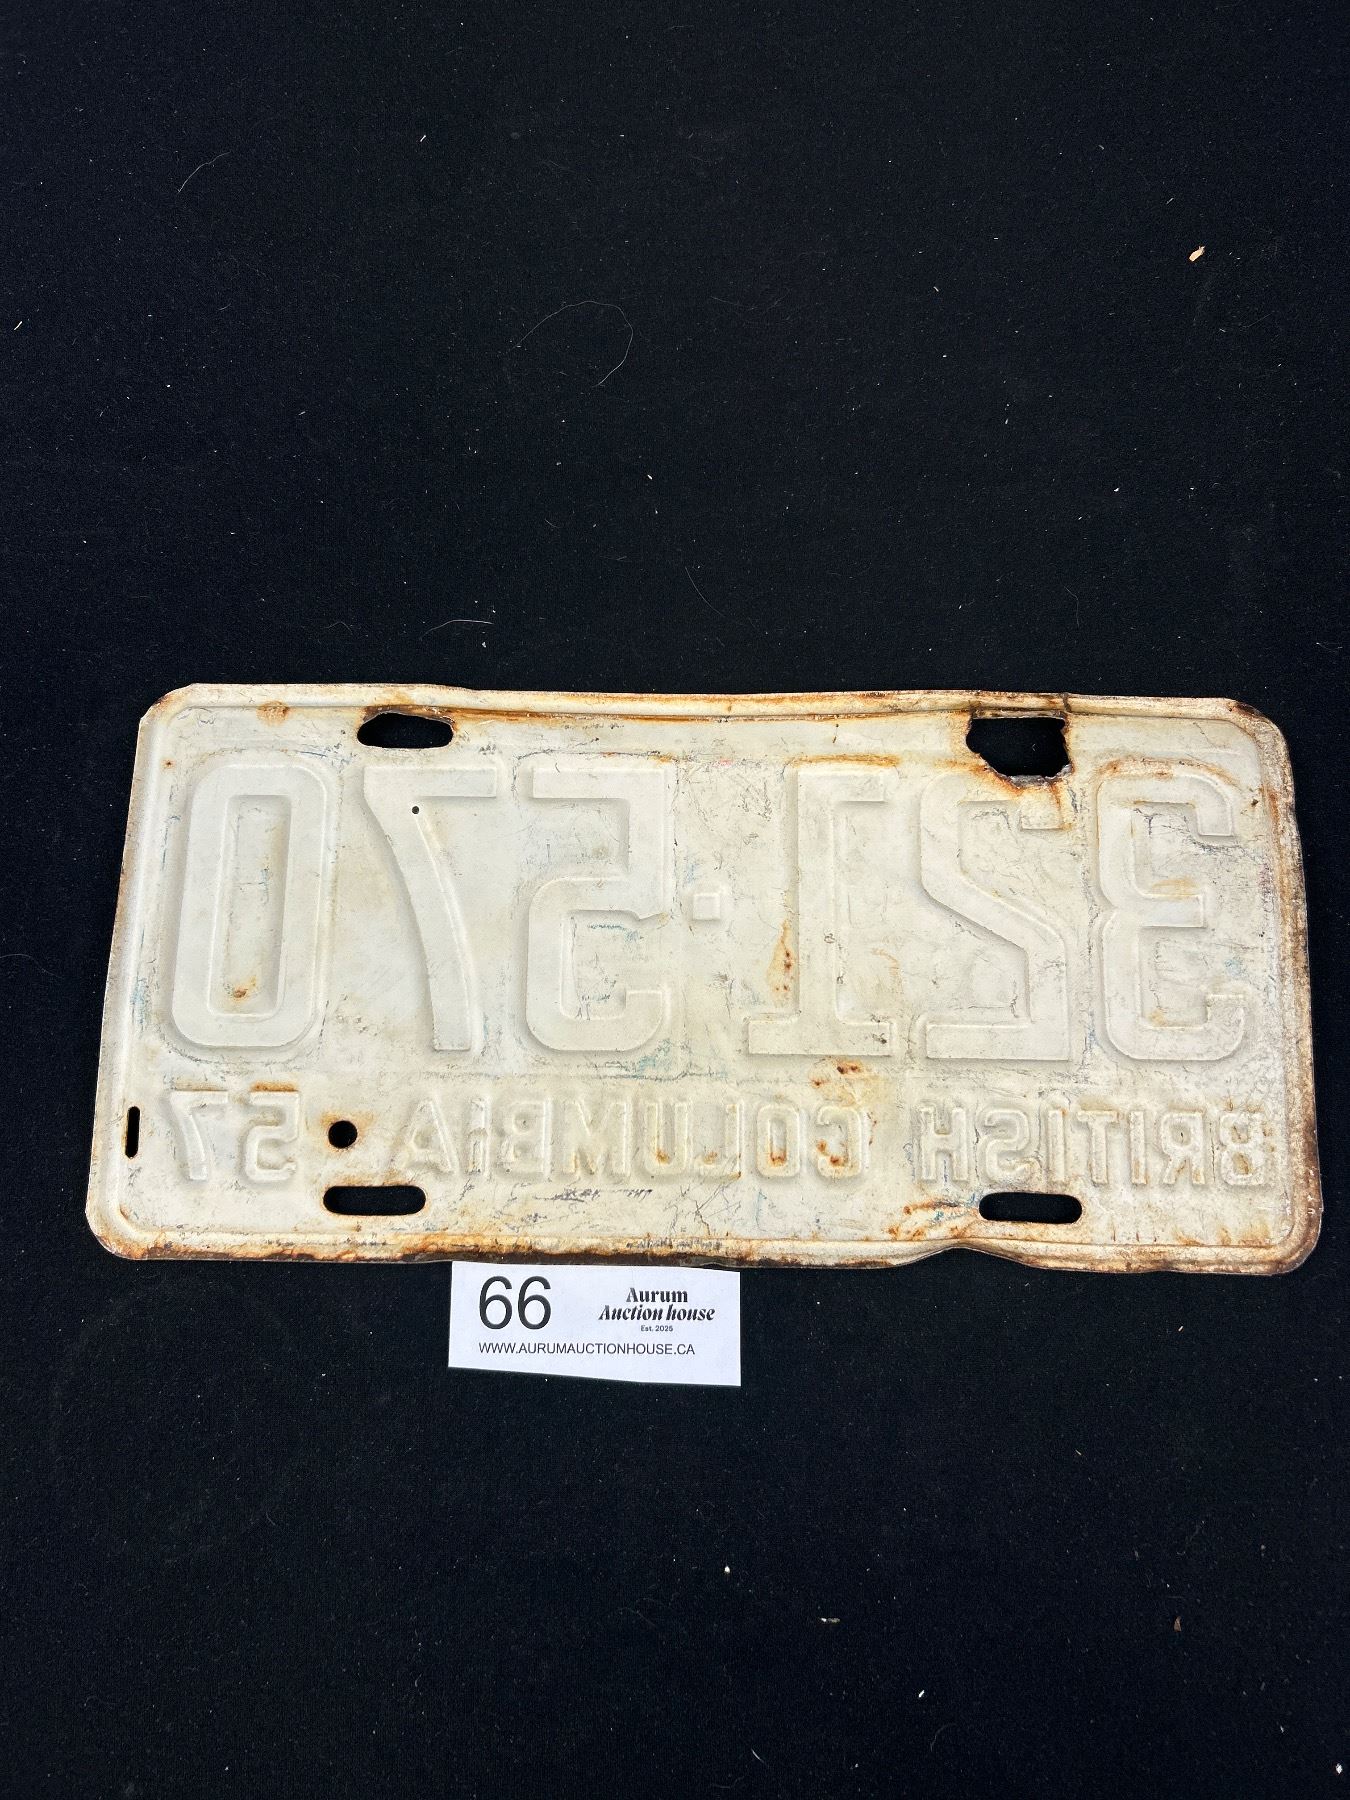 321·570
BRITISH COLUMBIA 57
66
Aurum
Auction house
Est. 2025
WWW.AURUMAUCTIONHOUSE.CA